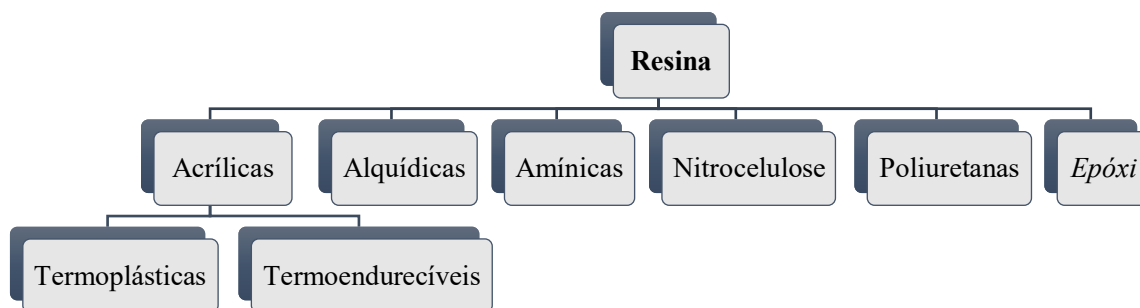 Resina
Acrílicas
Alquídicas
Amínicas
Nitrocelulose
Poliuretanas
Epóxi
Termoplásticas
Termoendurecíveis